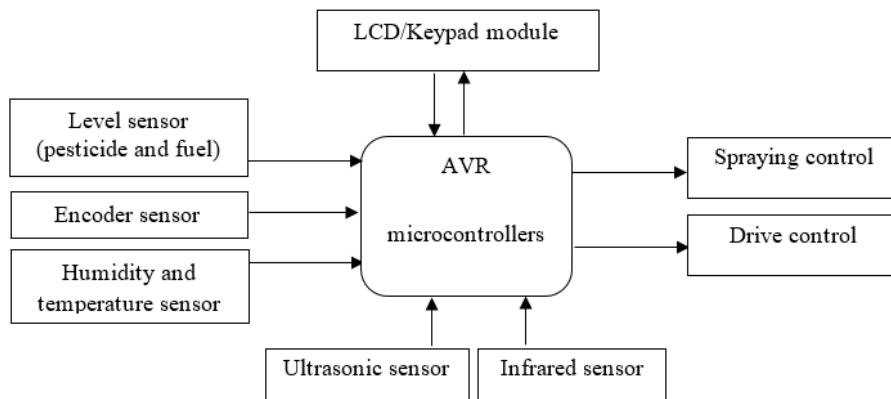 LCD/Keypad module
Level sensor
(pesticide and fuel)
Encoder sensor
Humidity and
temperature sensor
AVR
microcontrollers
Spraying control
Drive control
Ultrasonic sensor
Infrared sensor